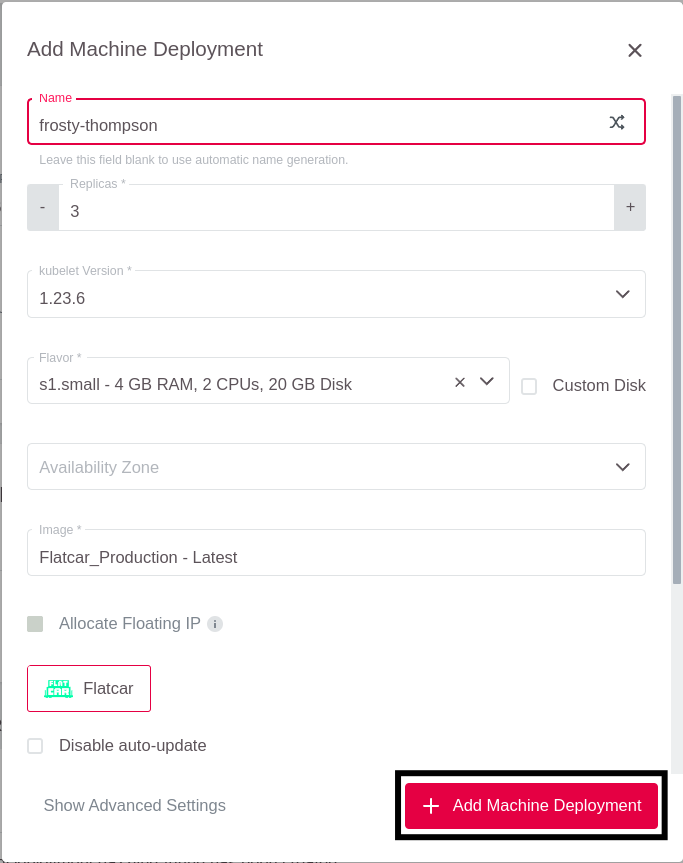 Add Machine Deployment
Name
frosty-thompson
Leave this field blank to use automatic name generation.
Replicas *
-
3
+
kubelet Version *
1.23.6
Flavor *
s1.small - 4 GB RAM, 2 CPUs, 20 GB Disk
Custom Disk
Availability Zone
Image *
Flatcar_Production - Latest
Allocate Floating IP
i
FLAT
CAR
Flatcar
Disable auto-update
Show Advanced Settings
Add Machine Deployment